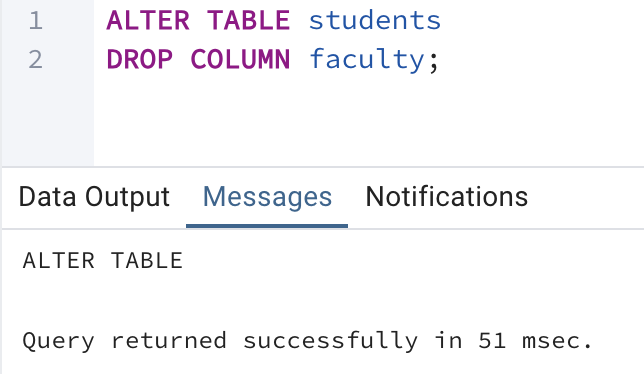 1 ALTER TABLE students
2 DROP COLUMN faculty;
Data Output Messages Notifications
ALTER TABLE
Query returned successfully in 51 msec.